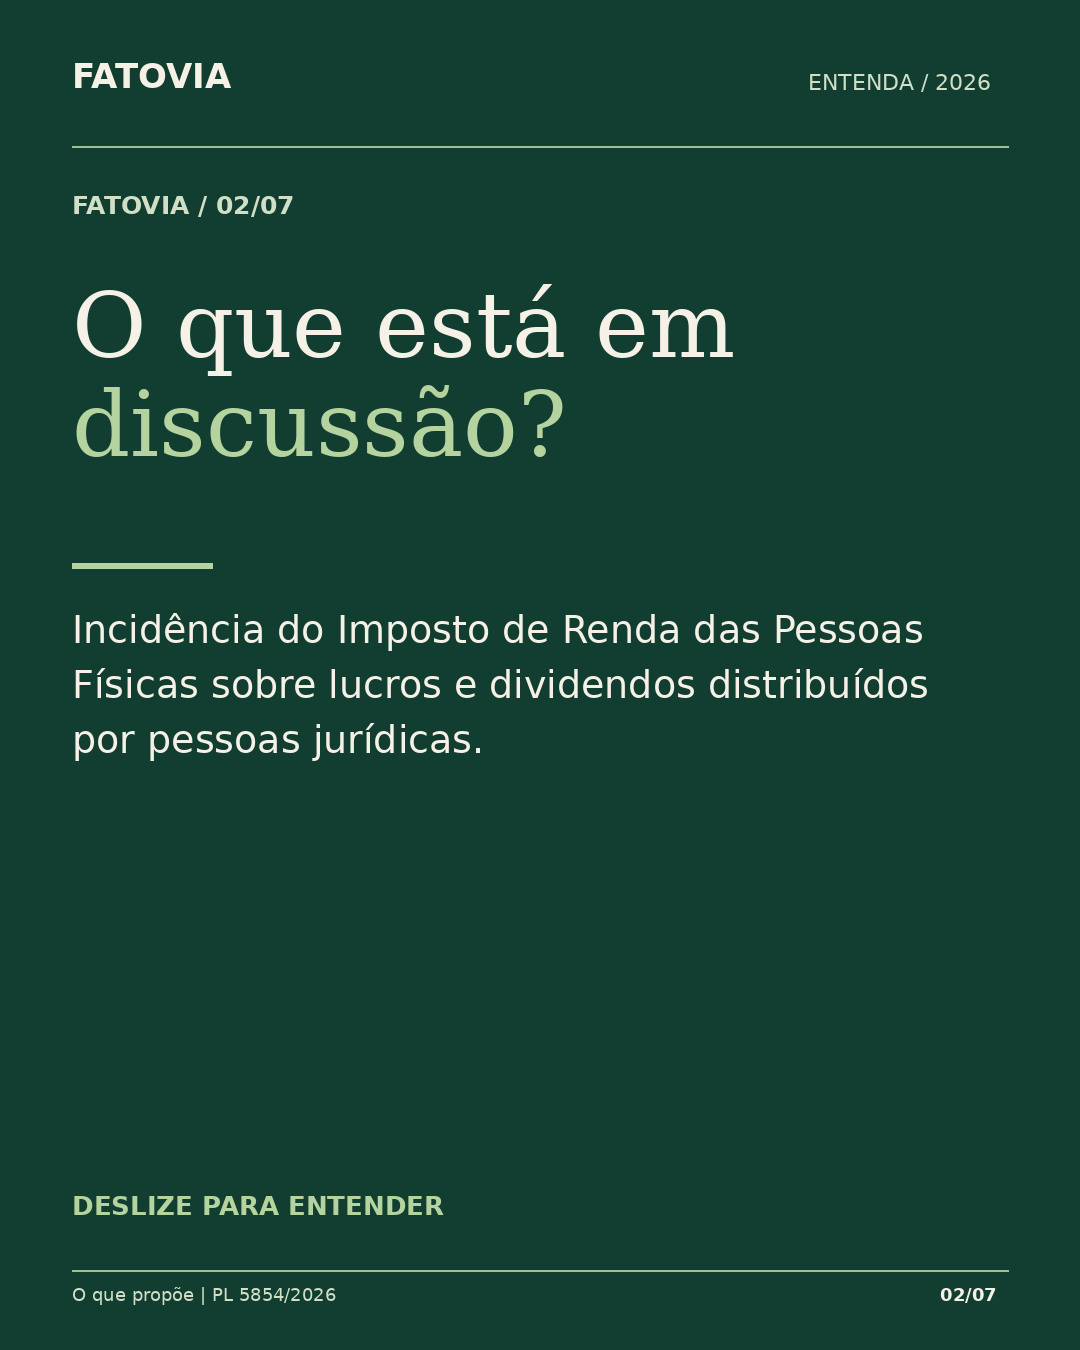 FATOVIA
ENTENDA / 2026
FATOVIA / 02/07
O que está em
discussão?
Incidência do Imposto de Renda das Pessoas
Físicas sobre lucros e dividendos distribuídos
por pessoas jurídicas.
DESLIZE PARA ENTENDER
O que propõe | PL 5854/2026
02/07